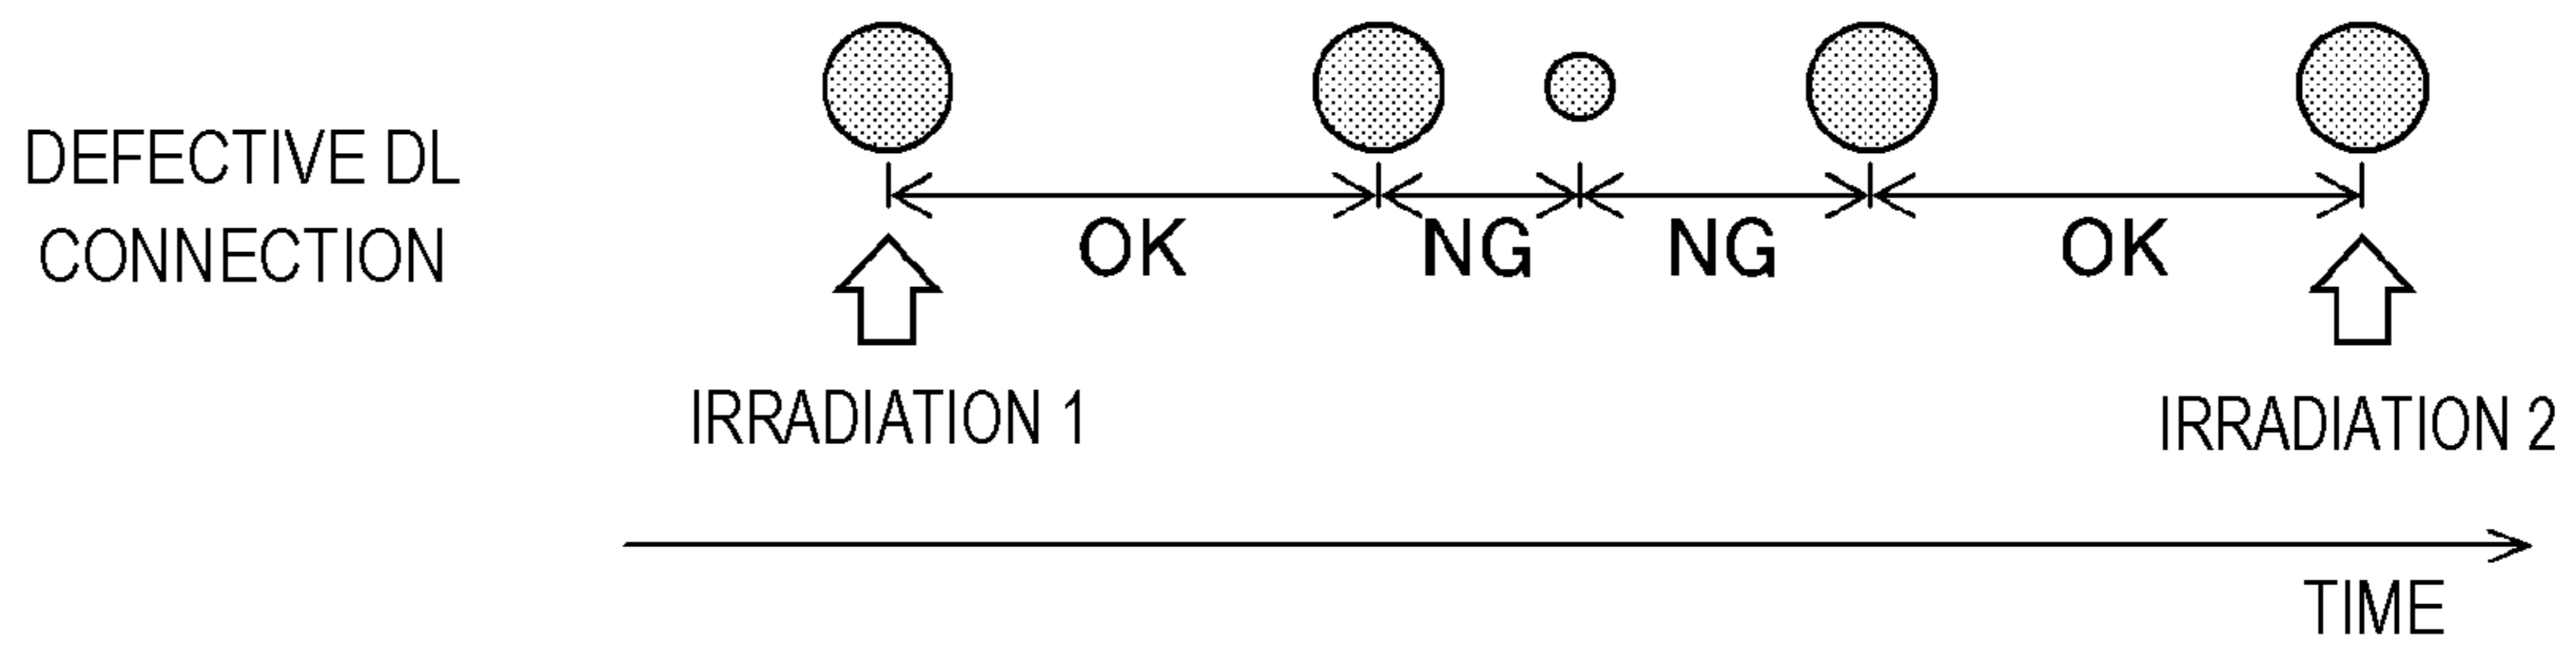 DEFECTIVE DL
CONNECTION
OK NG NG OK
IRRADIATION 1
IRRADIATION 2
TIME